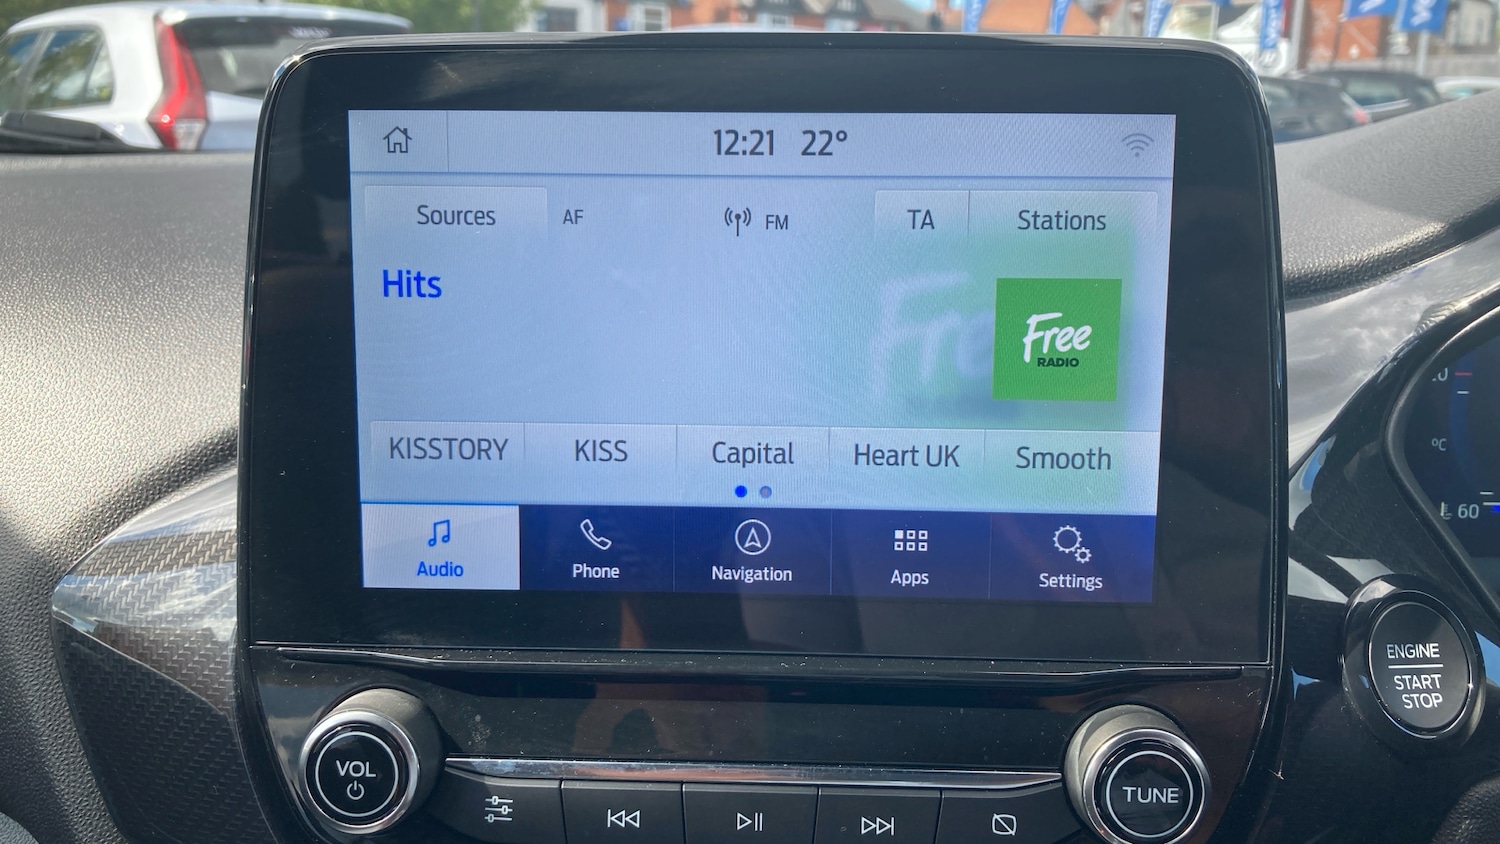 12:21 22°
Sources AF FM TA Stations
Hits
Free
RADIO
KISSTORY KISS Capital Heart UK Smooth
Audio Phone Navigation Apps Settings
°C
60
ENGINE
START
STOP
VOL
TUNE